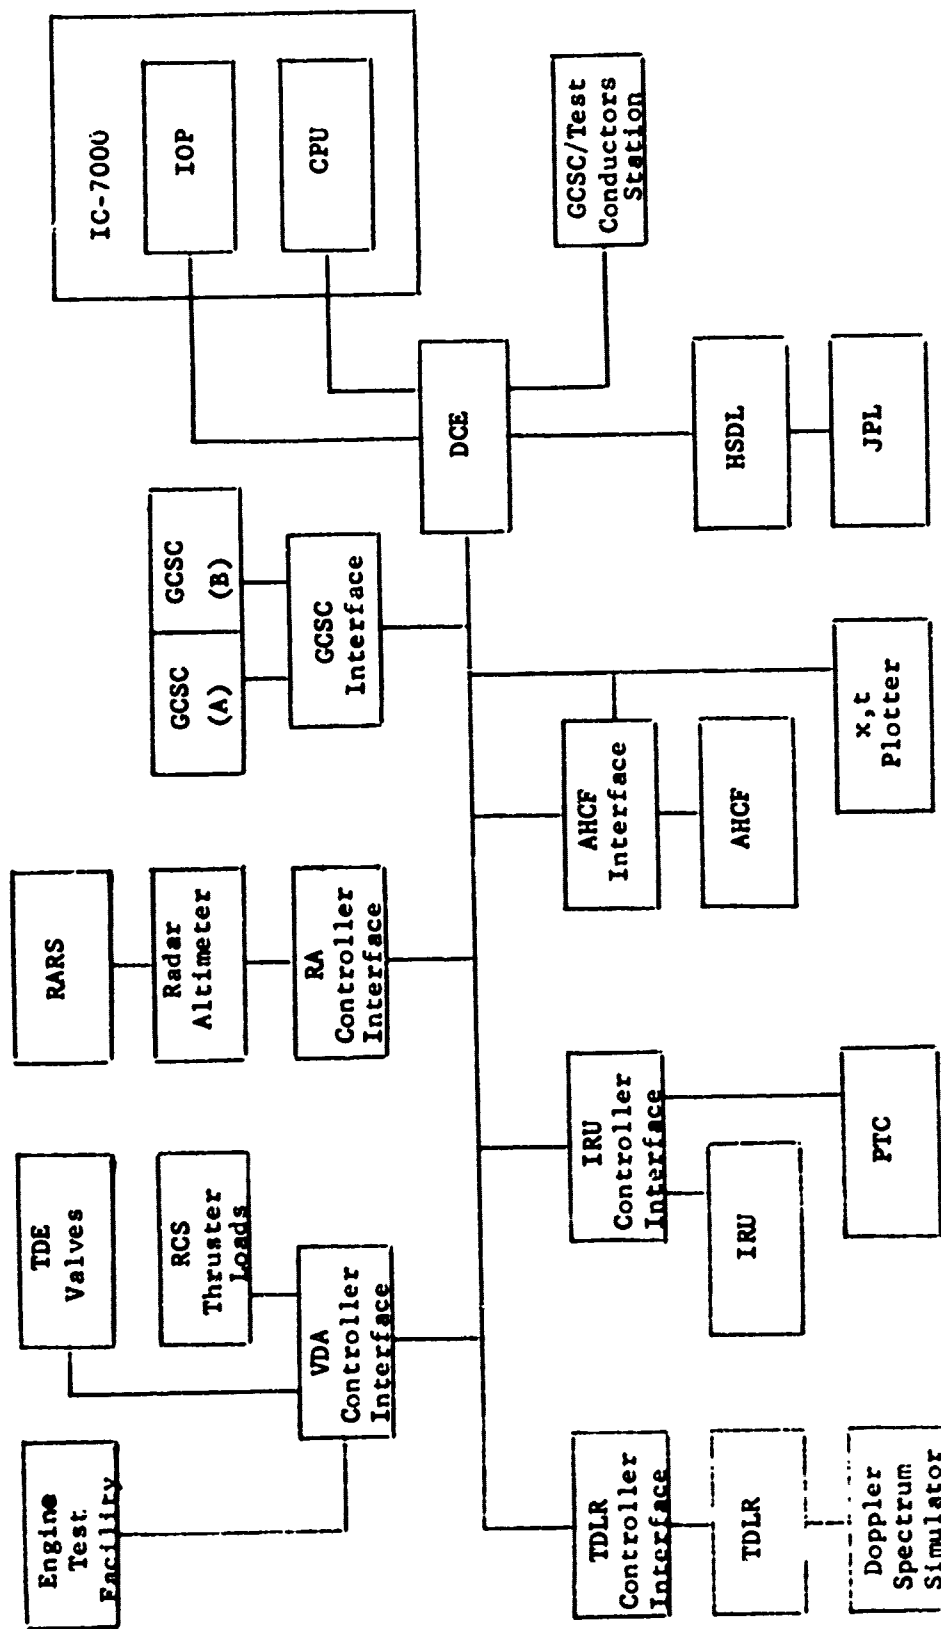 Engine
Test
Facility
TDE
Valves
RCS
Thruster
Loads
VDA
Controller
Interface
RARS
Radar
Altimeter
RA
Controller
Interface
GCSC
(A)
GCSC
(B)
GCSC
Interface
IC-7000
IOP
CPU
DCE
GCSC/Test
Conductors
Station
HSDL
JPL
TDLR
Controller
Interface
TDLR
Doppler
Spectrum
Simulator
IRU
Controller
Interface
IRU
PTC
AHCF
Interface
AHCF
x,t
Plotter